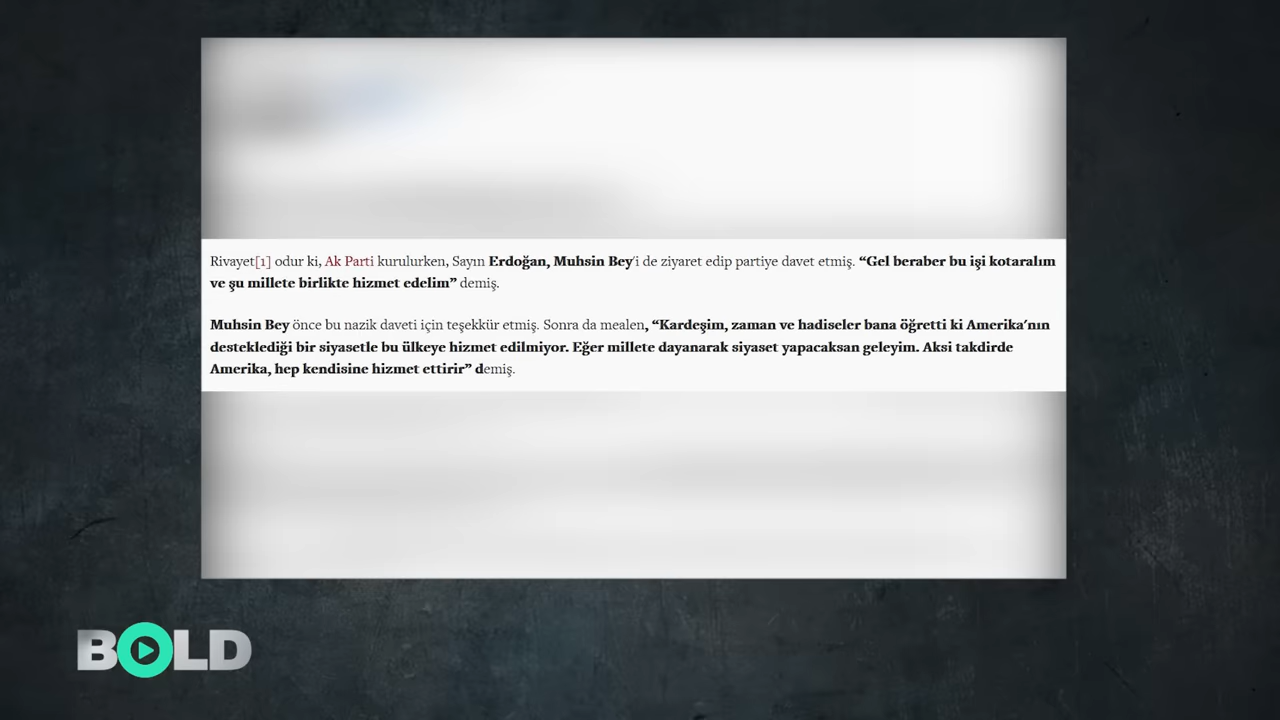 Rivayet[1] odur ki, Ak Parti kurulurken, Sayın Erdoğan, Muhsin Bey'i de ziyaret edip partiye davet etmiş. “Gel beraber bu işi kotaralım
ve şu millete birlikte hizmet edelim” demiş.
Muhsin Bey önce bu nazik daveti için teşekkür etmiş. Sonra da mealen, “Kardeşim, zaman ve hadiseler bana öğretti ki Amerika'nın
desteklediği bir siyasetle bu ülkeye hizmet edilmiyor. Eğer millete dayanarak siyaset yapacaksan geleyim. Aksi takdirde
Amerika, hep kendisine hizmet ettirir” demiş.
BOLD